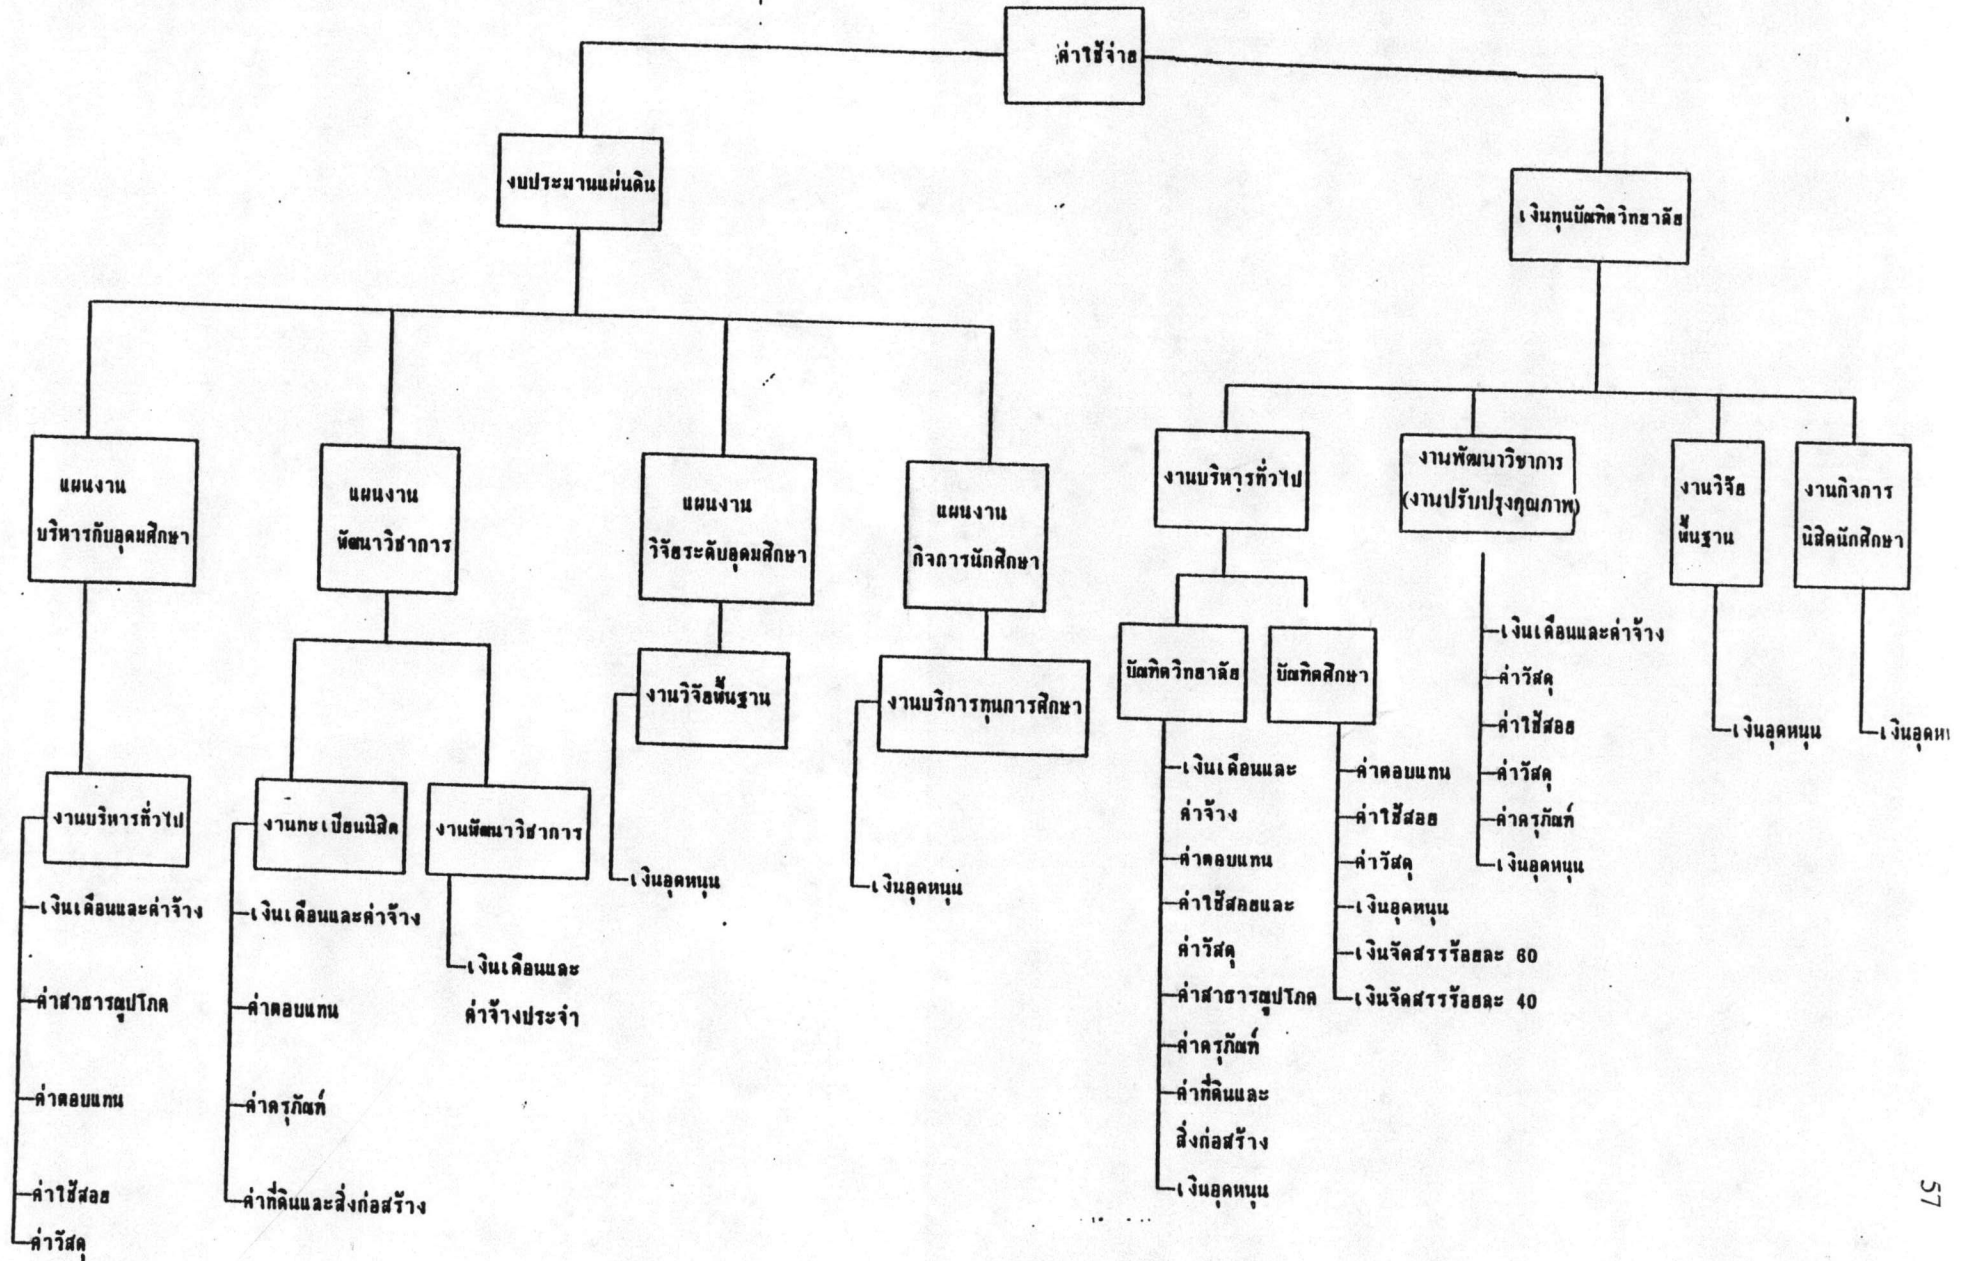 ค่าใช้จ่าย
งบประมานแผ่นดิน
เงินทุนบัณฑิตวิทยาลัย
แผนงาน
บริหารกับอุดมศึกษา
แผนงาน
พัฒนาวิชาการ
แผนงาน
วิจัยระดับอุดมศึกษา
แผนงาน
กิจการนักศึกษา
งานบริหารทั่วไป
งานพัฒนาวิชาการ
(งานปรับปรุงคุณภาพ)
งานวิจัย
พื้นฐาน
งานกิจการ
นิสิตนักศึกษา
งานบริหารทั่วไป
เงินเดือนและค่าจ้าง
ค่าสาธารณูปโภค
ค่าตอบแทน
ค่าใช้สอย
ค่าวัสดุ
งานทะเบียนนิสิต
เงินเดือนและค่าจ้าง
ค่าตอบแทน
ค่าครุภัณฑ์
ค่าที่ดินและสิ่งก่อสร้าง
งานพัฒนาวิชาการ
เงินเดือนและ
ค่าจ้างประจำ
งานวิจัยพื้นฐาน
เงินอุดหนุน
งานบริการทุนการศึกษา
เงินอุดหนุน
บัณฑิตวิทยาลัย
เงินเดือนและ
ค่าจ้าง
ค่าตอบแทน
ค่าใช้สอยและ
ค่าวัสดุ
ค่าสาธารณูปโภค
ค่าครุภัณฑ์
ค่าที่ดินและ
สิ่งก่อสร้าง
เงินอุดหนุน
บัณฑิตศึกษา
ค่าตอบแทน
ค่าใช้สอย
ค่าวัสดุ
เงินอุดหนุน
เงินจัดสรรร้อยละ 60
เงินจัดสรรร้อยละ 40
เงินเดือนและค่าจ้าง
ค่าวัสดุ
ค่าใช้สอย
ค่าวัสดุ
ค่าครุภัณฑ์
เงินอุดหนุน
เงินอุดหนุน
เงินอุดห
57